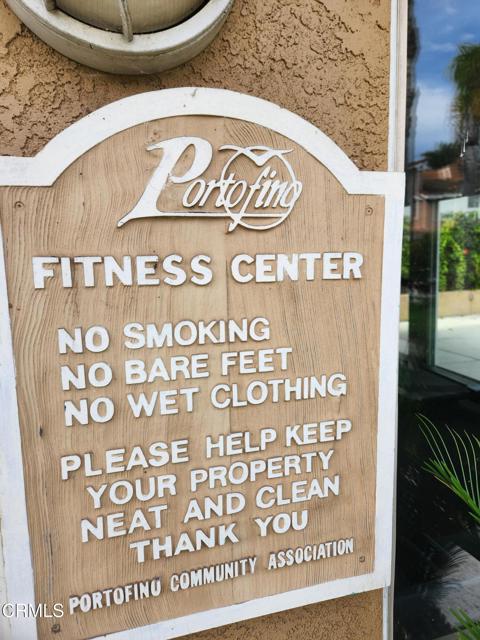 Portofino
FITNESS CENTER
NO SMOKING
NO BARE FEET
NO WET CLOTHING
PLEASE HELP KEEP
YOUR PROPERTY
NEAT AND CLEAN
THANK YOU
PORTOFINO COMMUNITY ASSOCIATION
CRMLS